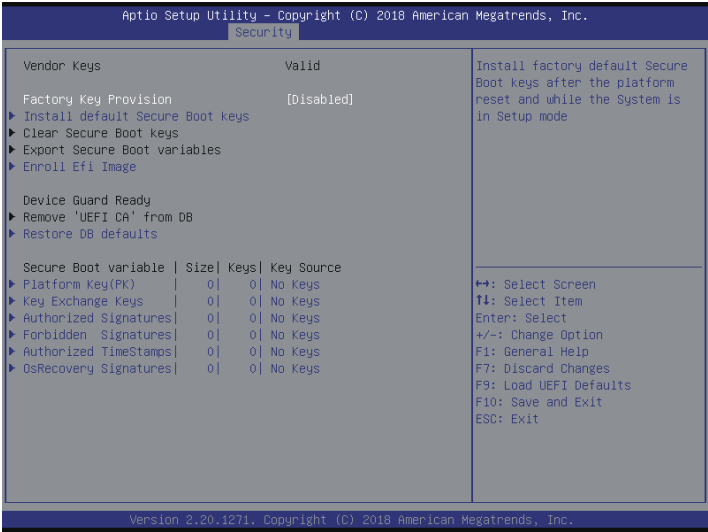 Aptio Setup Utility – Copyright (C) 2018 American Megatrends, Inc.
Security
Vendor Keys Valid
Factory Key Provision [Disabled]
Install default Secure Boot keys
Clear Secure Boot keys
Export Secure Boot variables
Enroll Efi Image
Device Guard Ready
Remove 'UEFI CA' from DB
Restore DB defaults
Secure Boot variable | Size| Keys| Key Source
Platform Key(PK) | 0| 0| No Keys
Key Exchange Keys | 0| 0| No Keys
Authorized Signatures| 0| 0| No Keys
Forbidden Signatures| 0| 0| No Keys
Authorized TimeStamps| 0| 0| No Keys
OsRecovery Signatures| 0| 0| No Keys
Install factory default Secure
Boot keys after the platform
reset and while the System is
in Setup mode
↔: Select Screen
↑↓: Select Item
Enter: Select
+/-: Change Option
F1: General Help
F7: Discard Changes
F9: Load UEFI Defaults
F10: Save and Exit
ESC: Exit
Version 2.20.1271. Copyright (C) 2018 American Megatrends, Inc.